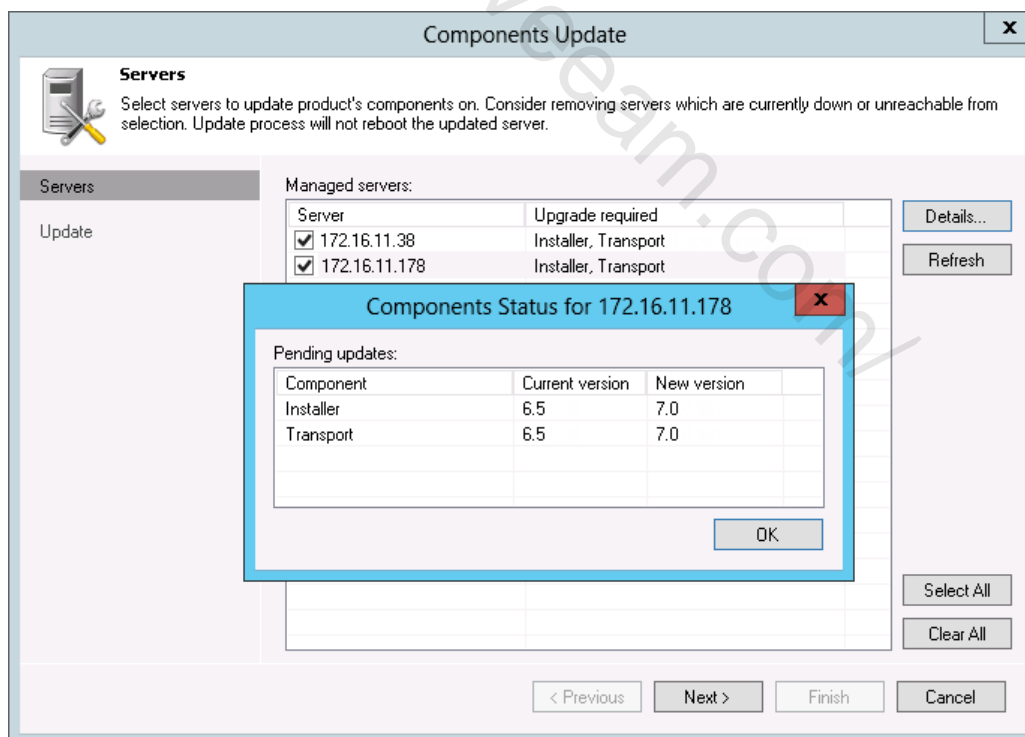 veeam.com/
Components Update
x
Servers
Select servers to update product's components on. Consider removing servers which are currently down or unreachable from
selection. Update process will not reboot the updated server.
Servers
Update
Managed servers:
Server Upgrade required
172.16.11.38 Installer, Transport
172.16.11.178 Installer, Transport
Details...
Refresh
Components Status for 172.16.11.178
x
Pending updates:
Component Current version New version
Installer 6.5 7.0
Transport 6.5 7.0
OK
Select All
Clear All
< Previous Next > Finish Cancel